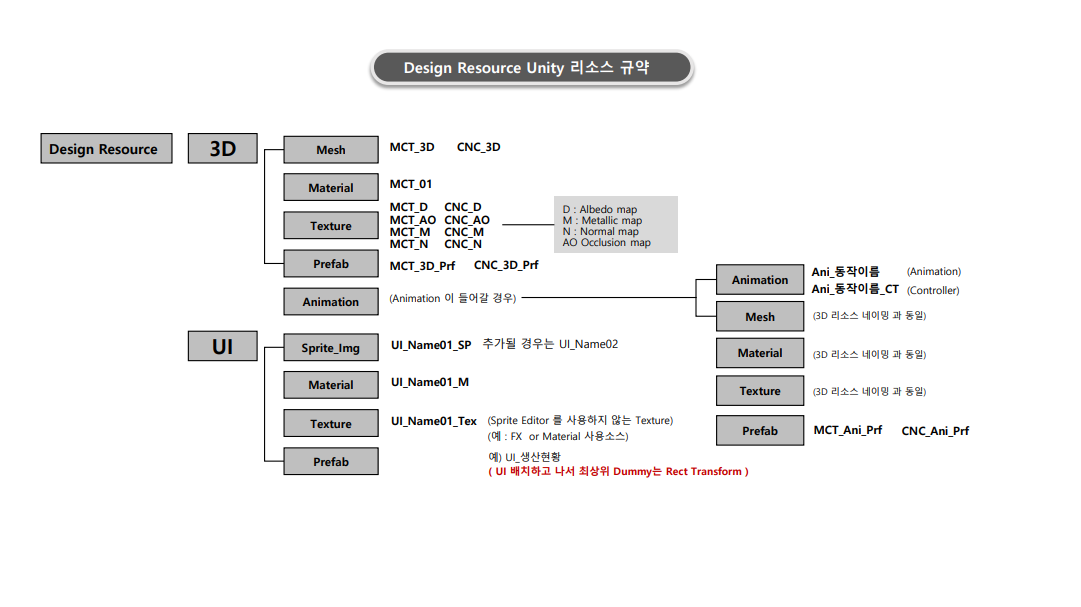 Design Resource Unity 리소스 규약
Design Resource
3D
Mesh
MCT_3D CNC_3D
Material
MCT_01
Texture
MCT_D CNC_D
MCT_AO CNC_AO
MCT_M CNC_M
MCT_N CNC_N
D : Albedo map
M : Metallic map
N : Normal map
AO Occlusion map
Prefab
MCT_3D_Prf CNC_3D_Prf
Animation
(Animation 이 들어갈 경우)
Animation
Ani_동작이름 (Animation)
Ani_동작이름_CT (Controller)
Mesh
(3D 리소스 네이밍 과 동일)
Material
(3D 리소스 네이밍 과 동일)
Texture
(3D 리소스 네이밍 과 동일)
Prefab
MCT_Ani_Prf CNC_Ani_Prf
UI
Sprite_Img
UI_Name01_SP 추가될 경우는 UI_Name02
Material
UI_Name01_M
Texture
UI_Name01_Tex (Sprite Editor 를 사용하지 않는 Texture)
(예 : FX or Material 사용소스)
Prefab
예) UI_생산현황
( UI 배치하고 나서 최상위 Dummy는 Rect Transform )